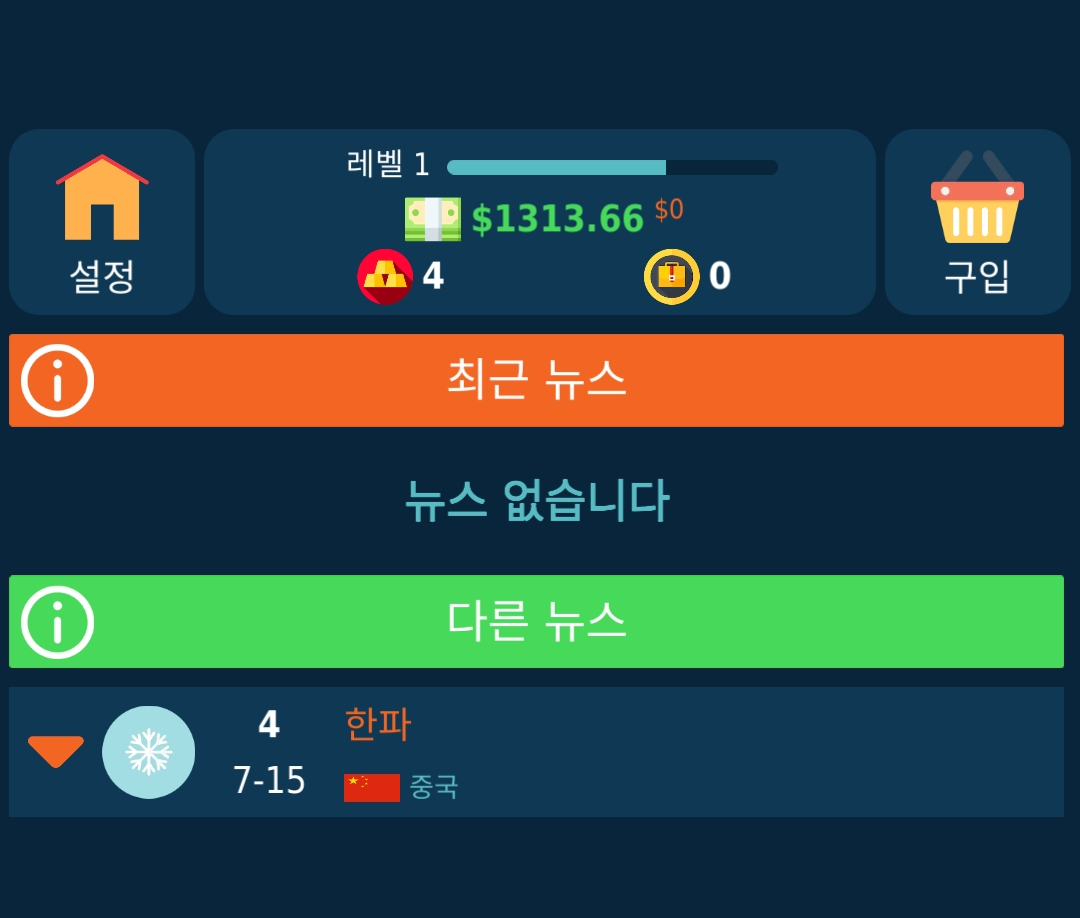 레벨 1
$1313.66 $0
4 0
설정
구입
최근 뉴스
뉴스 없습니다
다른 뉴스
4 한파
7-15 중국